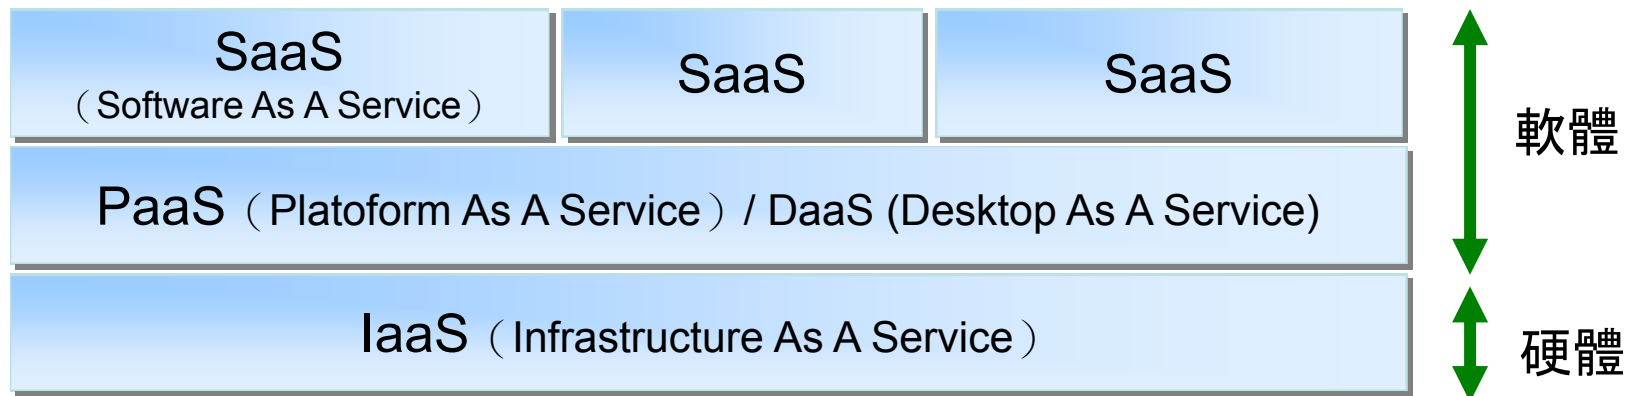 SaaS
（Software As A Service）
SaaS
SaaS
軟體
PaaS（Platoform As A Service）/ DaaS (Desktop As A Service)
IaaS（Infrastructure As A Service）
硬體